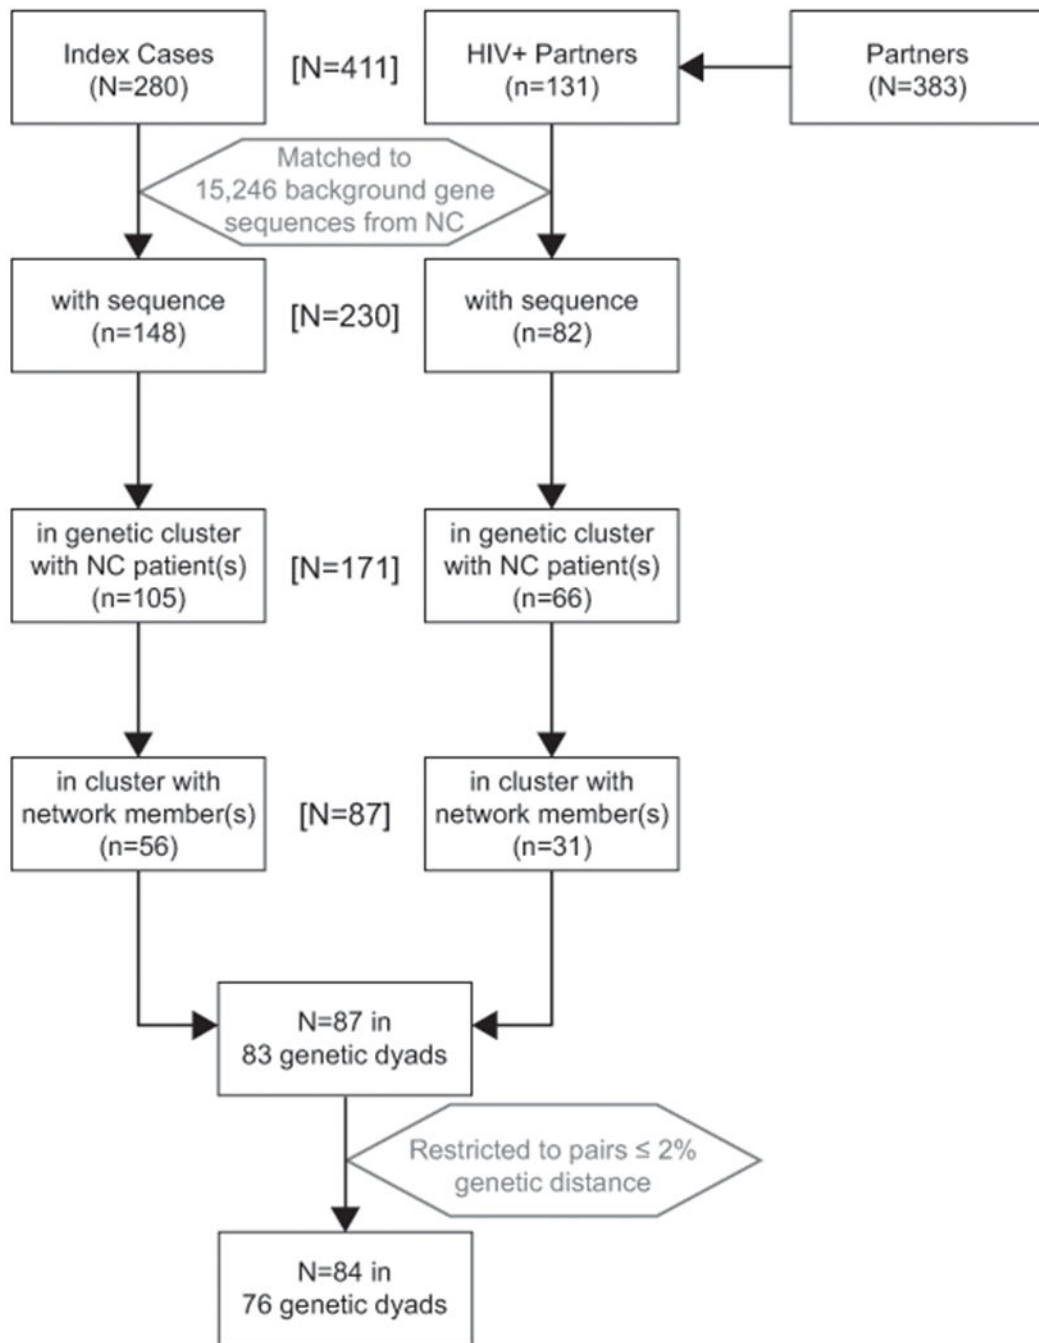 Index Cases
(N=280)
[N=411]
HIV+ Partners
(n=131)
Partners
(N=383)
Matched to
15,246 background gene
sequences from NC
with sequence
(n=148)
[N=230]
with sequence
(n=82)
in genetic cluster
with NC patient(s)
(n=105)
[N=171]
in genetic cluster
with NC patient(s)
(n=66)
in cluster with
network member(s)
(n=56)
[N=87]
in cluster with
network member(s)
(n=31)
N=87 in
83 genetic dyads
Restricted to pairs ≤ 2%
genetic distance
N=84 in
76 genetic dyads